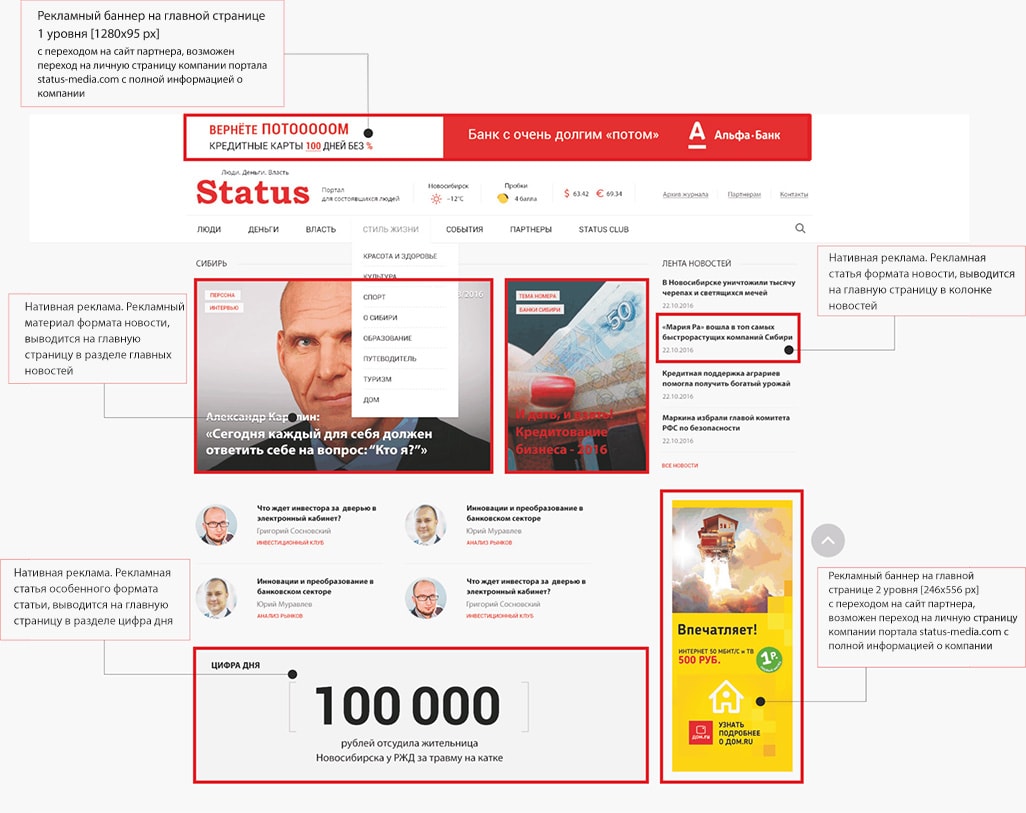 Рекламный баннер на главной странице
1 уровня [1280x95 px]
с переходом на сайт партнера, возможен
переход на личную страницу компании портала
status-media.com с полной информацией о
компании
ВЕРНЁТЕ ПОТОООООМ
КРЕДИТНЫЕ КАРТЫ 100 ДНЕЙ БЕЗ %
Банк с очень долгим «потом»
А
Альфа·Банк
Люди. Деньги. Власть
Status
Портал
для состоявшихся людей
Новосибирск
−12°C
Пробки
4 балла
$ 63.42 € 69.34
Архив журнала
Партнерам
Контакты
ЛЮДИ ДЕНЬГИ ВЛАСТЬ СТИЛЬ ЖИЗНИ СОБЫТИЯ ПАРТНЕРЫ STATUS CLUB
КРАСОТА И ЗДОРОВЬЕ
КУЛЬТУРА
СПОРТ
О СИБИРИ
ОБРАЗОВАНИЕ
ПУТЕВОДИТЕЛЬ
ТУРИЗМ
ДОМ
СИБИРЬ
Нативная реклама. Рекламный
материал формата новости,
выводится на главную
страницу в разделе главных
новостей
ПЕРСОНА
ИНТЕРВЬЮ
/2016
Александр Карелин:
«Сегодня каждый для себя должен
ответить себе на вопрос: “Кто я?”»
ТЕМА НОМЕРА
БАНКИ СИБИРИ
50
И дать, и взять!
Кредитование
бизнеса - 2016
ЛЕНТА НОВОСТЕЙ
В Новосибирске уничтожили тысячу
черепах и светящихся мечей
22.10.2016
«Мария Ра» вошла в топ самых
быстрорастущих компаний Сибири
22.10.2016
Кредитная поддержка аграриев
помогла получить богатый урожай
22.10.2016
Маркина избрали главой комитета
РФС по безопасности
22.10.2016
ВСЕ НОВОСТИ
Нативная реклама. Рекламная
статья формата новости, выводится
на главную страницу в колонке
новостей
Что ждет инвестора за дверью в
электронный кабинет?
Григорий Сосновский
ИНВЕСТИЦИОННЫЙ КЛУБ
Инновации и преобразование в
банковском секторе
Юрий Муравлев
АНАЛИЗ РЫНКОВ
Инновации и преобразование в
банковском секторе
Юрий Муравлев
АНАЛИЗ РЫНКОВ
Что ждет инвестора за дверью в
электронный кабинет?
Григорий Сосновский
ИНВЕСТИЦИОННЫЙ КЛУБ
Нативная реклама. Рекламная
статья особенного формата
статьи, выводится на главную
страницу в разделе цифра дня
ЦИФРА ДНЯ
100 000
рублей отсудила жительница
Новосибирска у РЖД за травму на катке
Впечатляет!
ИНТЕРНЕТ 50 МБИТ/С и ТВ
500 РУБ.
1р.
ДОМ.RU
УЗНАТЬ
ПОДРОБНЕЕ
О ДОМ.RU
Рекламный баннер на главной
странице 2 уровня [246x556 px]
с переходом на сайт партнера,
возможен переход на личную страницу
компании портала status-media.com с
полной информацией о компании